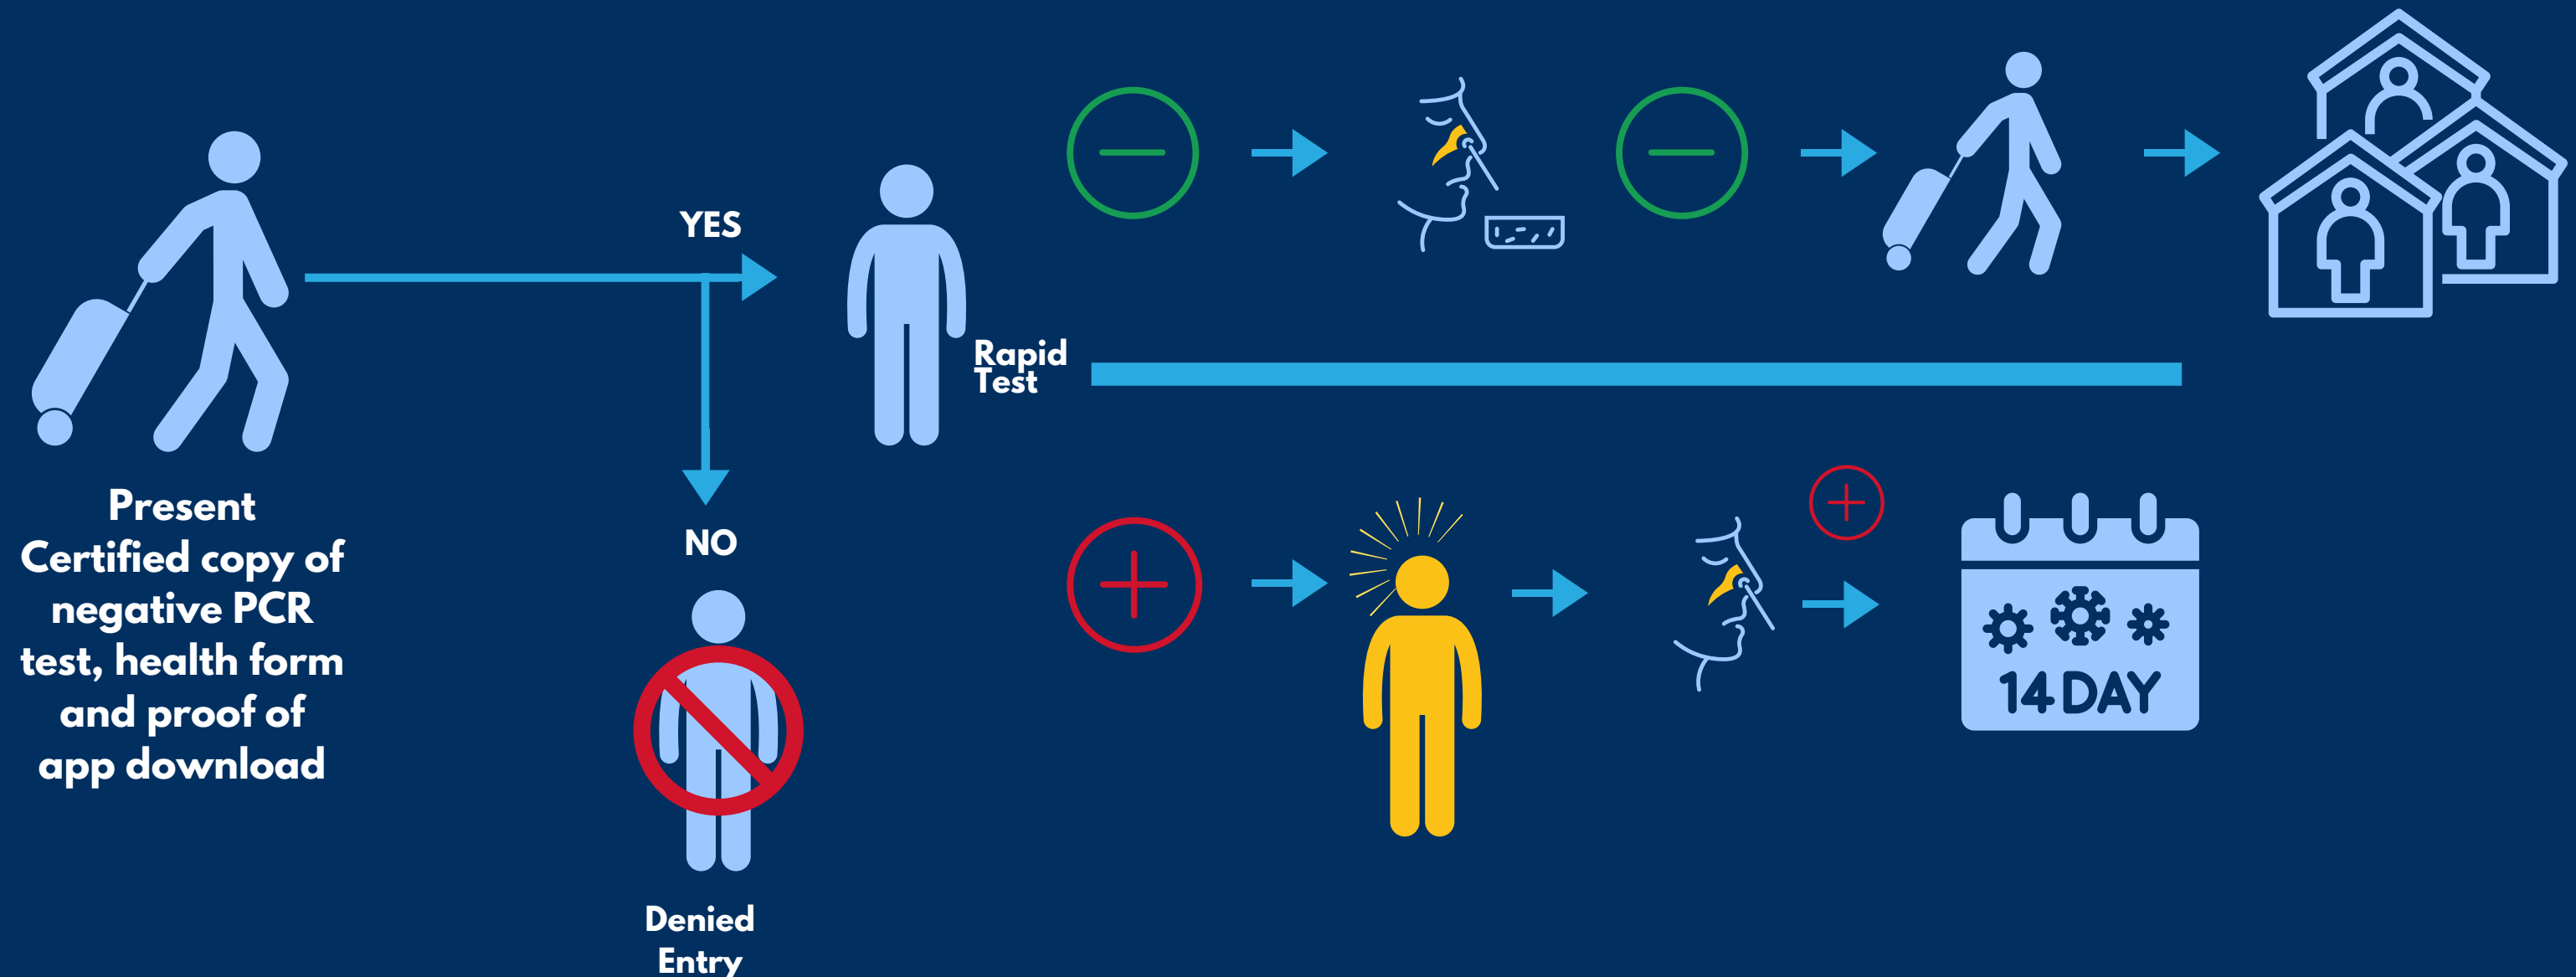 Present
Certified copy of
negative PCR
test, health form
and proof of
app download
YES
NO
Denied
Entry
Rapid
Test
14 DAY